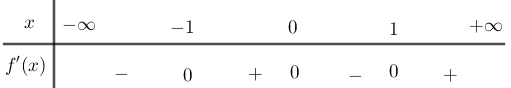 x −∞ −1 0 1 +∞
f′(x) − 0 + 0 − 0 +